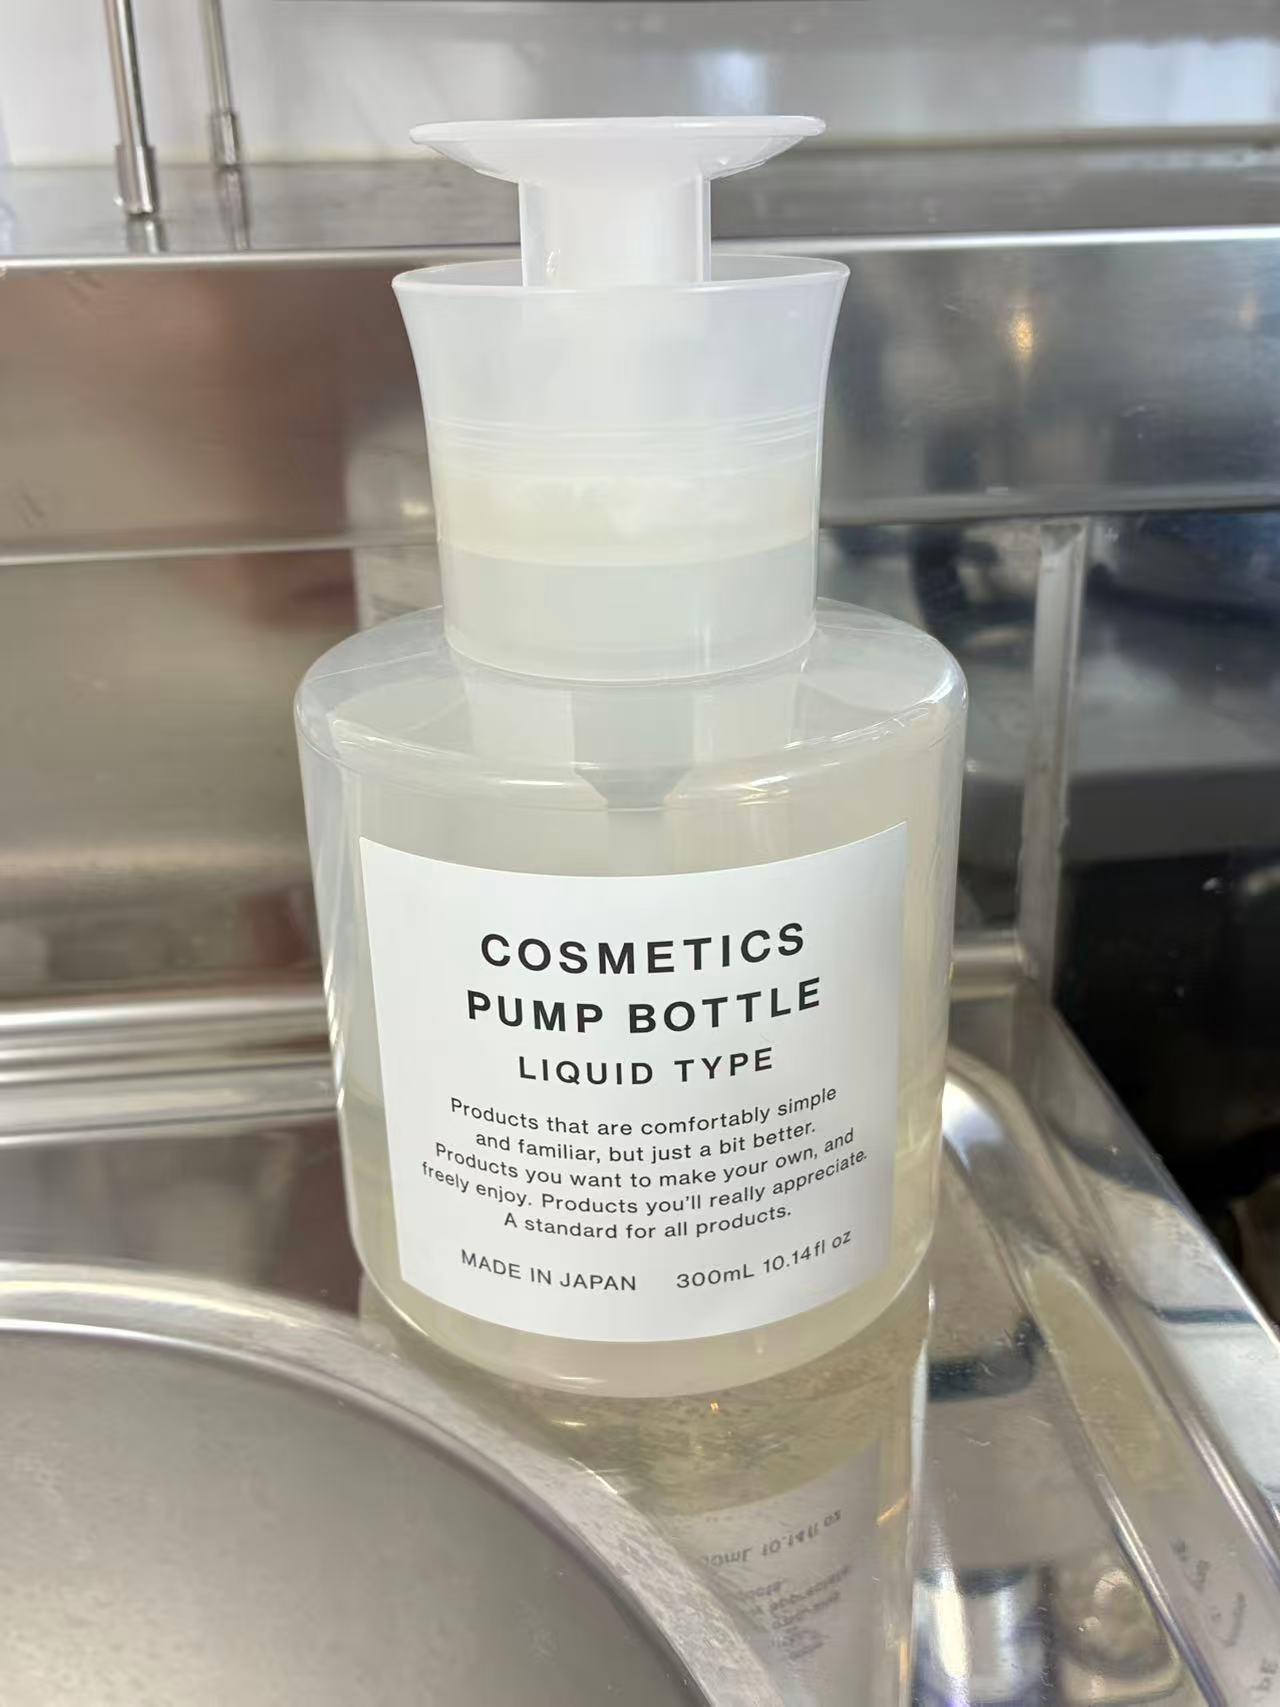 COSMETICS
PUMP BOTTLE
LIQUID TYPE
Products that are comfortably simple
and familiar, but just a bit better.
Products you want to make your own, and
freely enjoy. Products you'll really appreciate.
A standard for all products.
MADE IN JAPAN 300mL 10.14fl oz